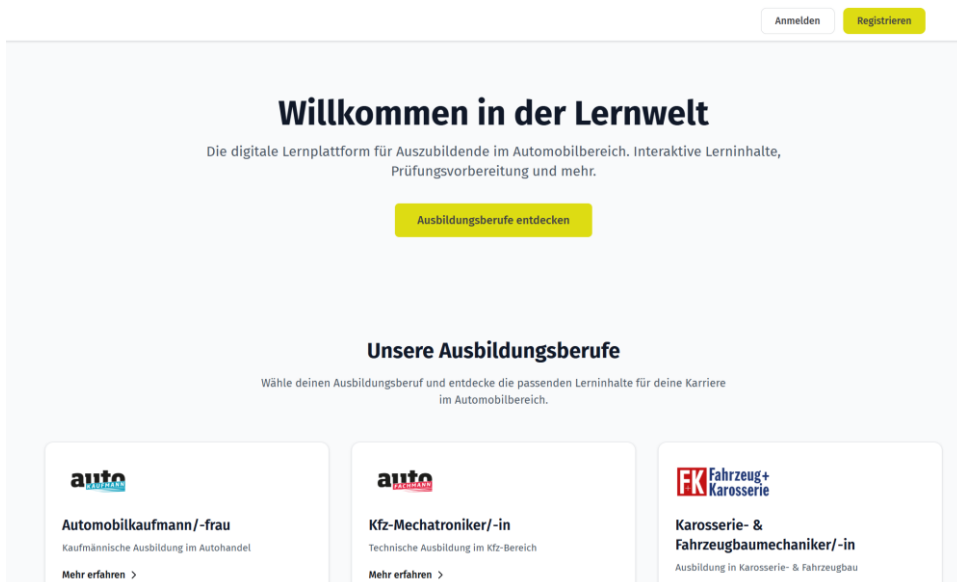 Anmelden
Registrieren
Willkommen in der Lernwelt
Die digitale Lernplattform für Auszubildende im Automobilbereich. Interaktive Lerninhalte,
Prüfungsvorbereitung und mehr.
Ausbildungsberufe entdecken
Unsere Ausbildungsberufe
Wähle deinen Ausbildungsberuf und entdecke die passenden Lerninhalte für deine Karriere
im Automobilbereich.
auto
KAUFMANN
Automobilkaufmann/-frau
Kaufmännische Ausbildung im Autohandel
Mehr erfahren
auto
FACHMANN
Kfz-Mechatroniker/-in
Technische Ausbildung im Kfz-Bereich
Mehr erfahren
F+K Fahrzeug+
Karosserie
Karosserie- &
Fahrzeugbaumechaniker/-in
Ausbildung in Karosserie- & Fahrzeugbau